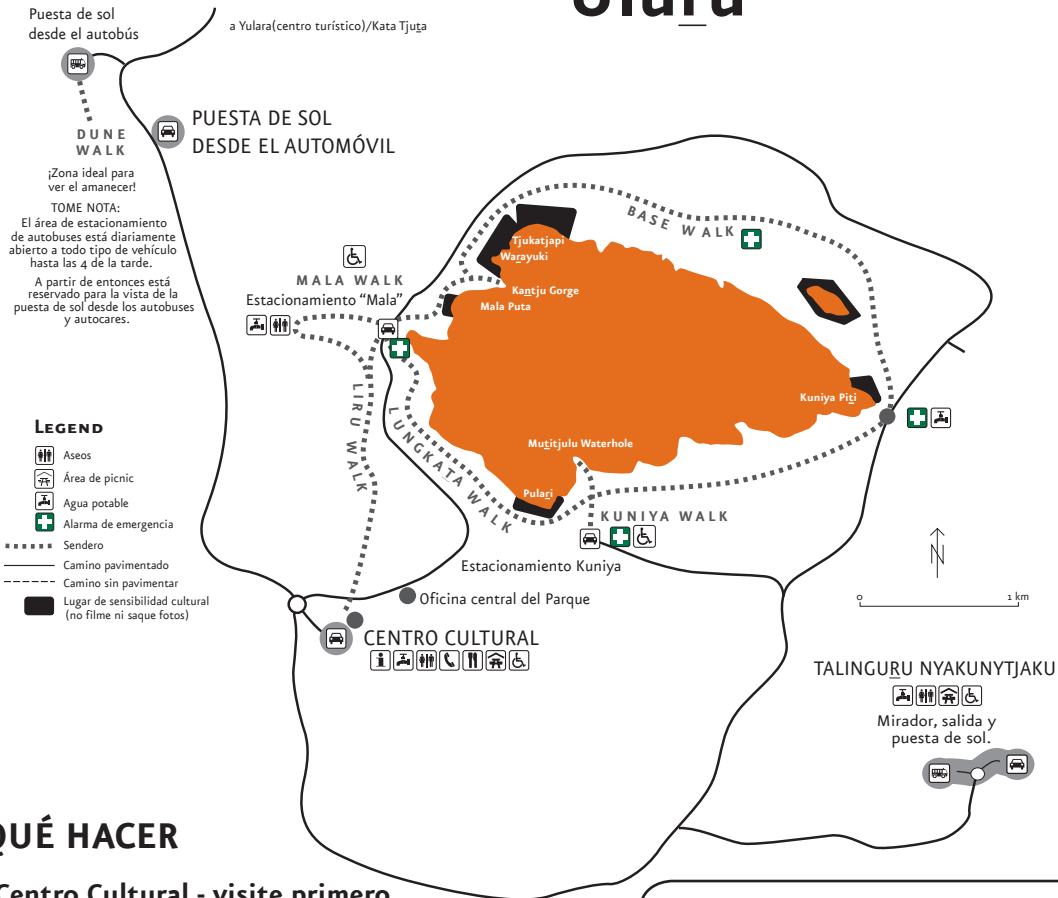 Uluṟu
Puesta de sol
desde el autobús
a Yulara(centro turístico)/Kata Tjuṯa
DUNE
WALK
¡Zona ideal para
ver el amanecer!
TOME NOTA:
El área de estacionamiento
de autobuses está diariamente
abierto a todo tipo de vehículo
hasta las 4 de la tarde.
A partir de entonces está
reservado para la vista de la
puesta de sol desde los autobuses
y autocares.
PUESTA DE SOL
DESDE EL AUTOMÓVIL
BASE WALK
Tjukatjapi
Waṟayuki
Kaṉtju Gorge
Mala Puta
MALA WALK
Estacionamiento “Mala”
LIRU WALK
LUNGKAṮA WALK
Kuniya Piṯi
Muṯitjulu Waterhole
Pulaṟi
KUNIYA WALK
Estacionamiento Kuniya
LEGEND
Aseos
Área de picnic
Agua potable
Alarma de emergencia
Sendero
Camino pavimentado
Camino sin pavimentar
Lugar de sensibilidad cultural
(no filme ni saque fotos)
Oficina central del Parque
CENTRO CULTURAL
N
0 1 km
TALINGUṞU NYAKUNYTJAKU
Mirador, salida y
puesta de sol.
QUÉ HACER
Centro Cultural - visite primero